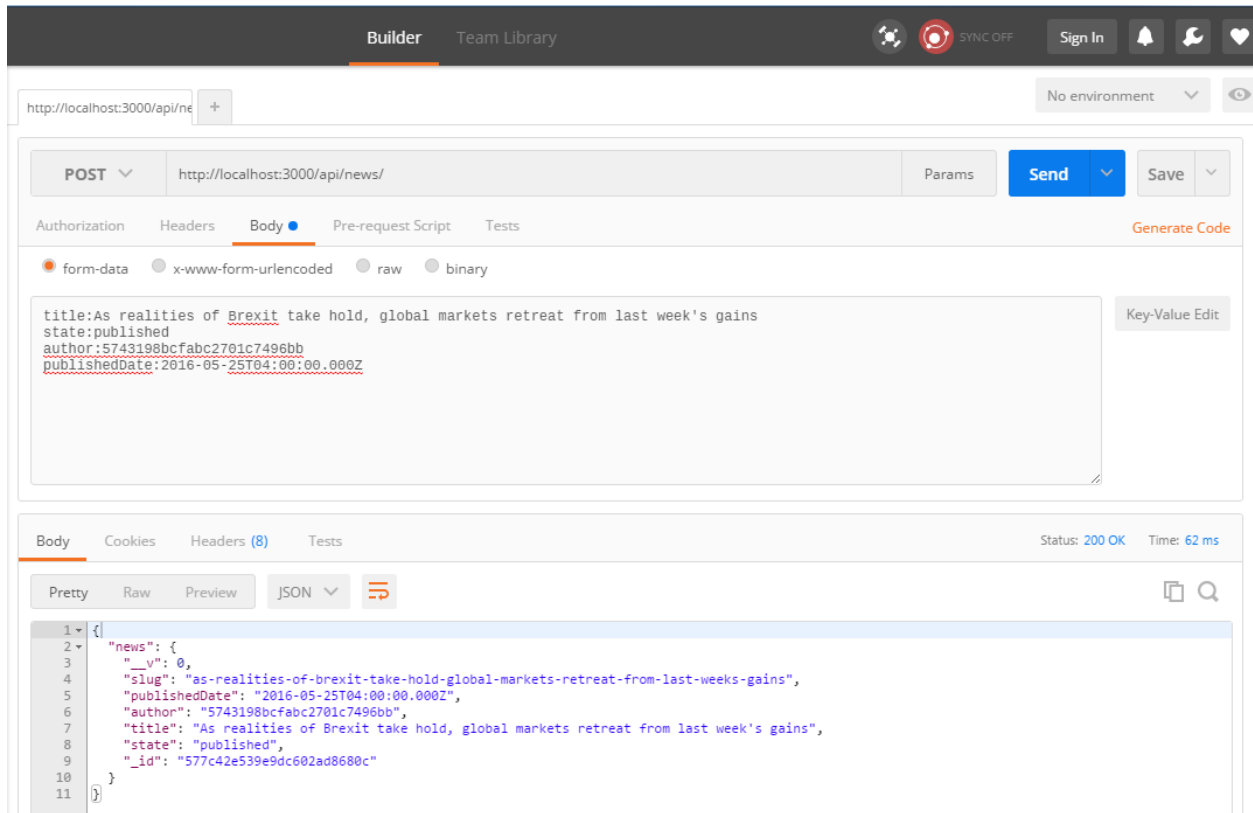 Builder Team Library SYNC OFF Sign In
http://localhost:3000/api/ne + No environment
POST http://localhost:3000/api/news/ Params Send Save
Authorization Headers Body Pre-request Script Tests Generate Code
form-data x-www-form-urlencoded raw binary
title:As realities of Brexit take hold, global markets retreat from last week's gains Key-Value Edit
state:published
author:5743198bcfabc2701c7496bb
publishedDate:2016-05-25T04:00:00.000Z
Body Cookies Headers (8) Tests Status: 200 OK Time: 62 ms
Pretty Raw Preview JSON
1 {
2 "news": {
3 "__v": 0,
4 "slug": "as-realities-of-brexit-take-hold-global-markets-retreat-from-last-weeks-gains",
5 "publishedDate": "2016-05-25T04:00:00.000Z",
6 "author": "5743198bcfabc2701c7496bb",
7 "title": "As realities of Brexit take hold, global markets retreat from last week's gains",
8 "state": "published",
9 "_id": "577c42e539e9dc602ad8680c"
10 }
11 }